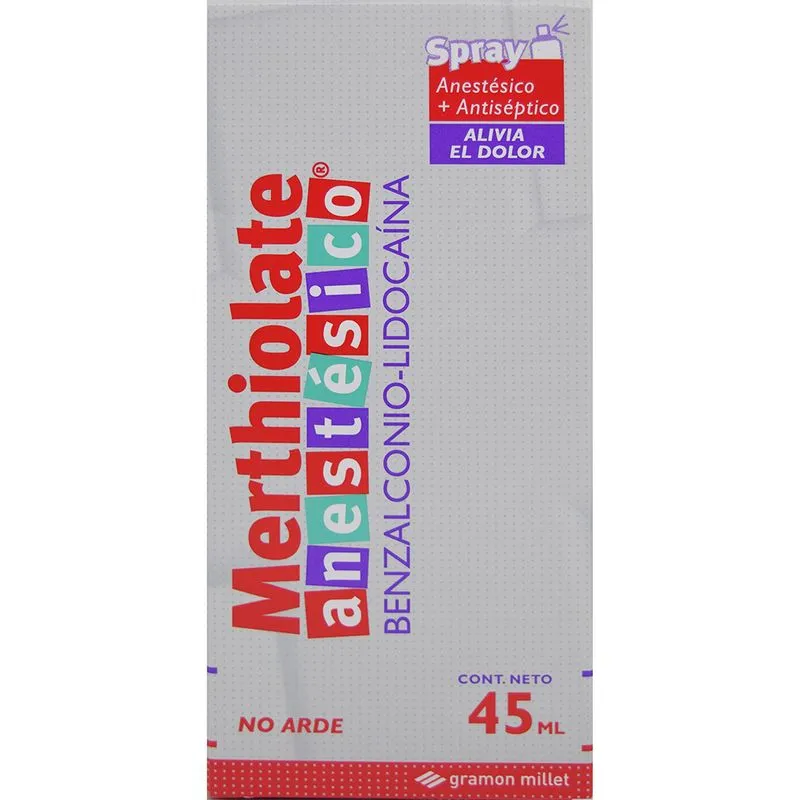 Spray
Anestésico
+ Antiséptico
ALIVIA
EL DOLOR
Merthiolate
anestésico®
BENZALCONIO-LIDOCAÍNA
CONT. NETO
45 ML
NO ARDE
gramon millet